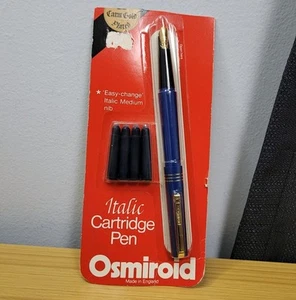 ★ "Easy-change"
Italic Medium
nib
Italic
Cartridge
Pen
Osmiroid
Made in England